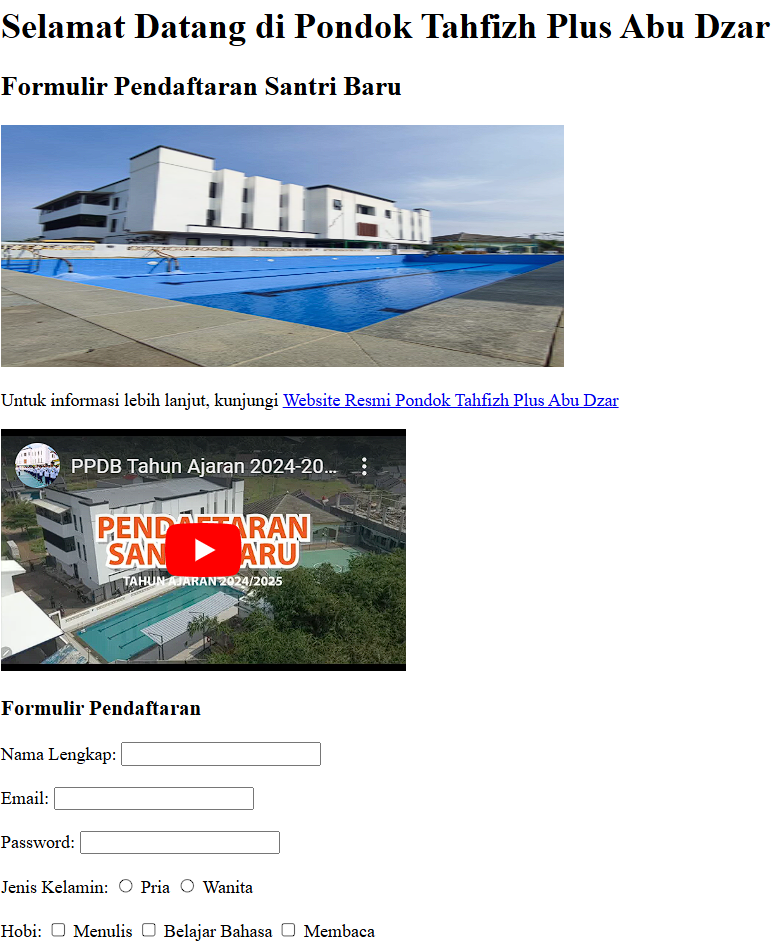 Selamat Datang di Pondok Tahfizh Plus Abu Dzar
Formulir Pendaftaran Santri Baru
Untuk informasi lebih lanjut, kunjungi Website Resmi Pondok Tahfizh Plus Abu Dzar
PPDB Tahun Ajaran 2024-20...
PENDAFTARAN
SAN ARU
TAHUN AJARAN 2024/2025
Formulir Pendaftaran
Nama Lengkap:
Email:
Password:
Jenis Kelamin: Pria Wanita
Hobi: Menulis Belajar Bahasa Membaca